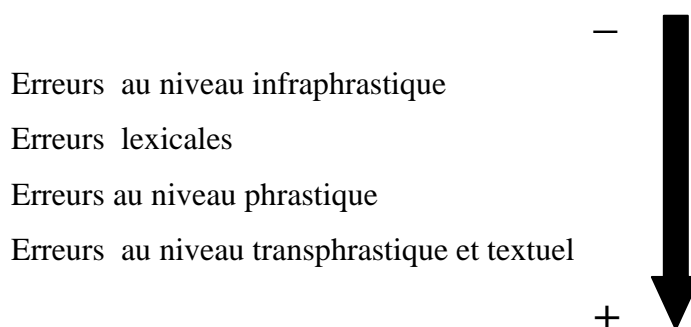 –
Erreurs au niveau infraphrastique
Erreurs lexicales
Erreurs au niveau phrastique
Erreurs au niveau transphrastique et textuel
+